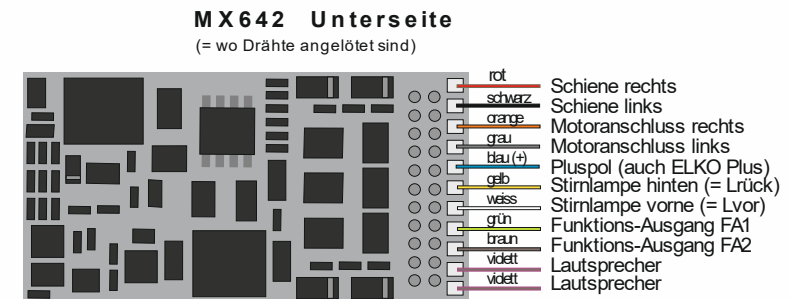 MX642 Unterseite
(= wo Drähte angelötet sind)
rot Schiene rechts
schwarz Schiene links
orange Motoranschluss rechts
grau Motoranschluss links
blau (+) Pluspol (auch ELKO Plus)
gelb Stirnlampe hinten (= Lrück)
weiss Stirnlampe vorne (= Lvor)
grün Funktions-Ausgang FA1
braun Funktions-Ausgang FA2
violett Lautsprecher
violett Lautsprecher